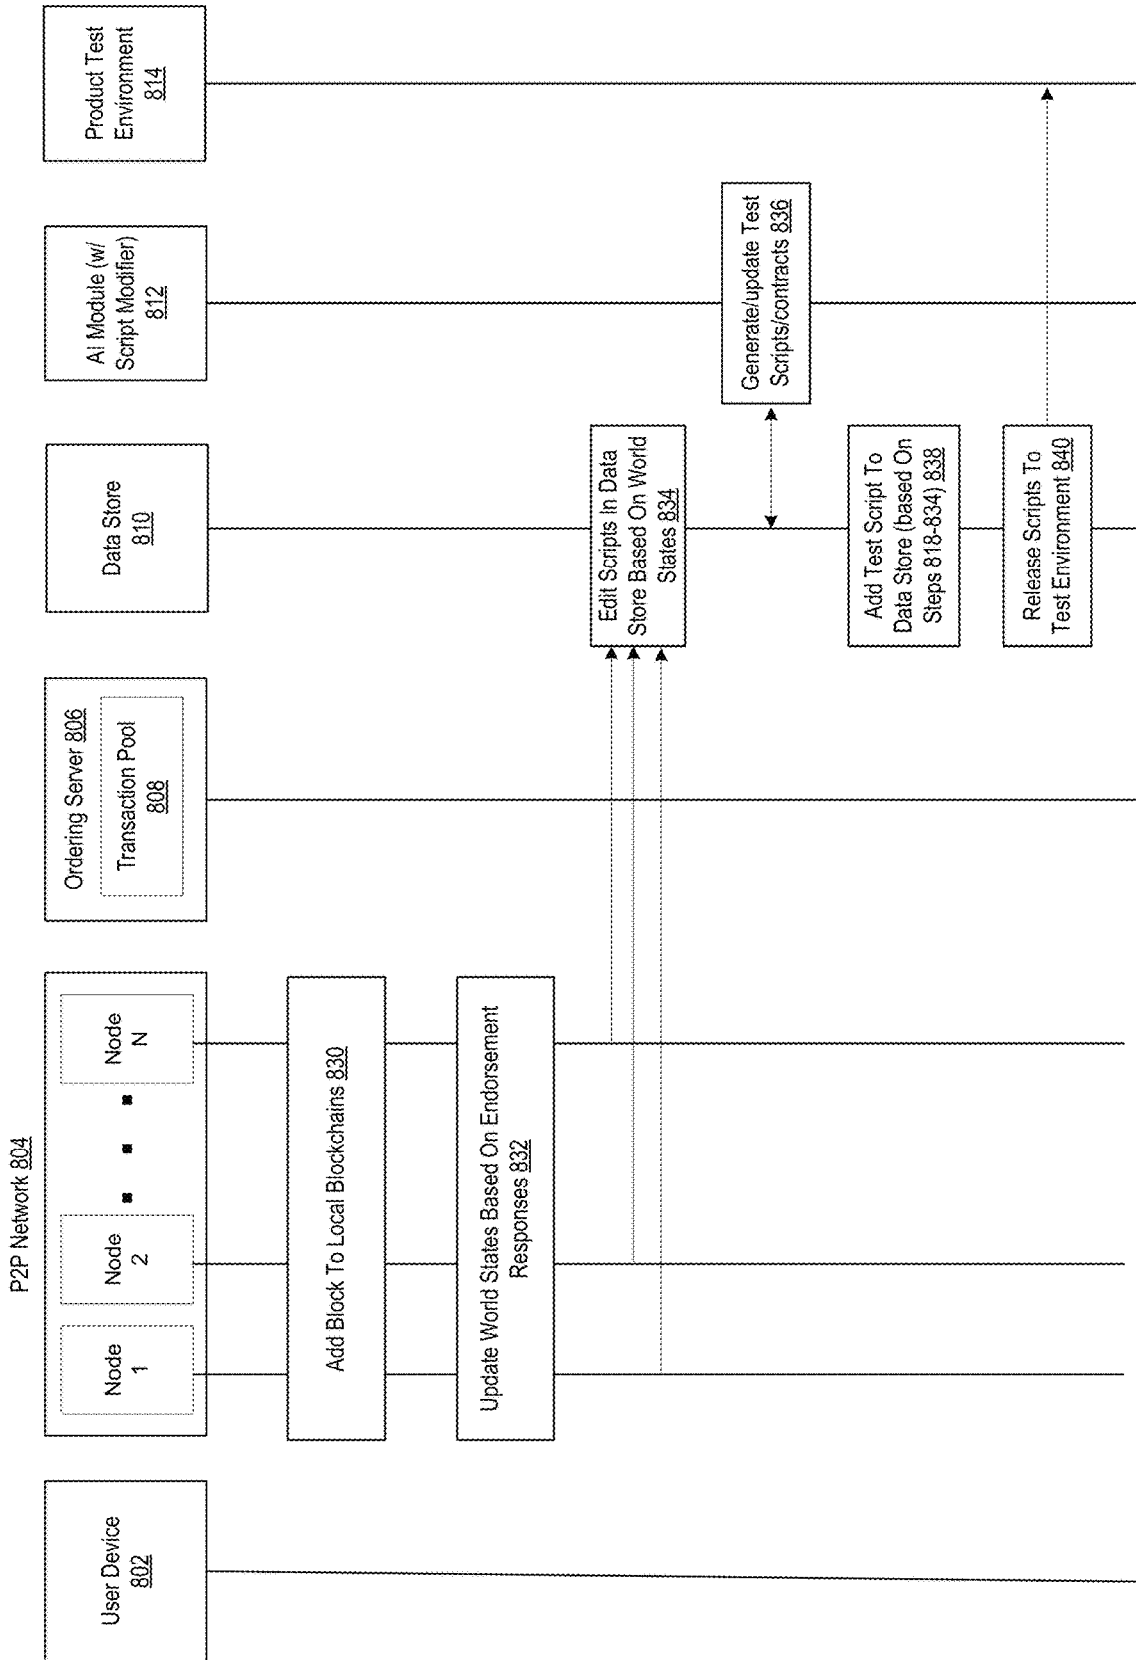 P2P Network 804
User Device
802
Node
1
Node
2
Node
N
Ordering Server 806
Transaction Pool
808
Data Store
810
AI Module (w/
Script Modifier)
812
Product Test
Environment
814
Add Block To Local Blockchains 830
Update World States Based On Endorsement
Responses 832
Edit Scripts In Data
Store Based On World
States 834
Generate/update Test
Scripts/contracts 836
Add Test Script To
Data Store (based On
Steps 818-834) 838
Release Scripts To
Test Environment 840